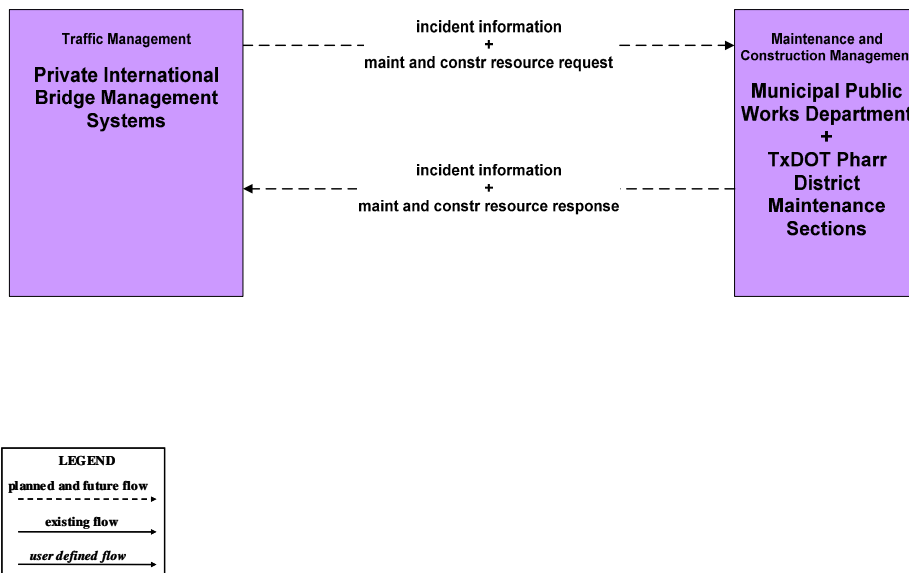 Traffic Management
Private International
Bridge Management
Systems
incident information
+
maint and constr resource request
Maintenance and
Construction Management
Municipal Public
Works Department
+
TxDOT Pharr
District
Maintenance
Sections
incident information
+
maint and constr resource response
LEGEND
planned and future flow
existing flow
user defined flow